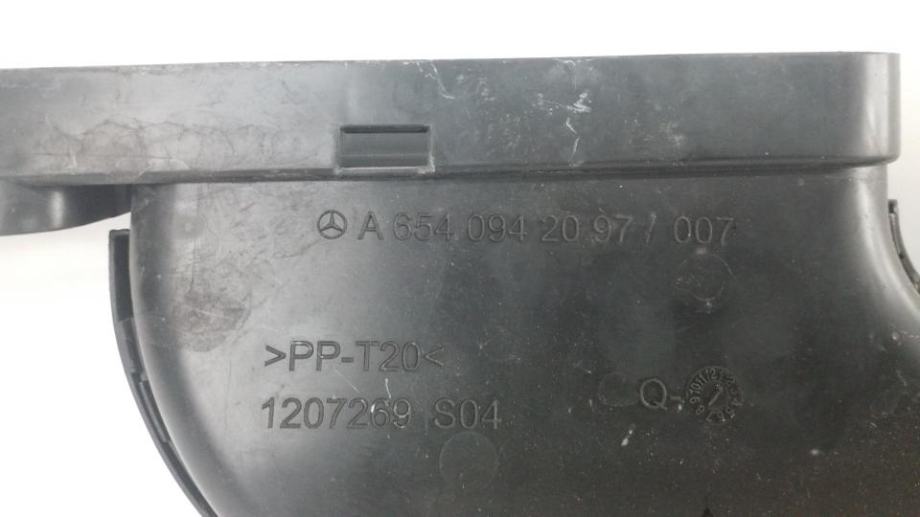 A 654 094 20 97 / 007
>PP-T20<
1207269 S04
Q-